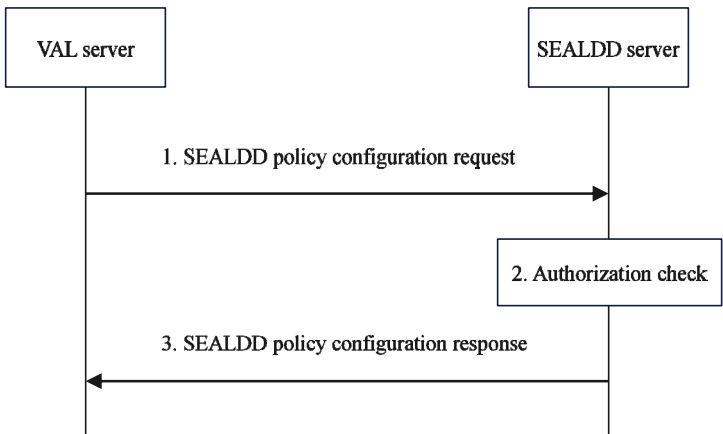 VAL server
SEALDD server
1. SEALDD policy configuration request
2. Authorization check
3. SEALDD policy configuration response